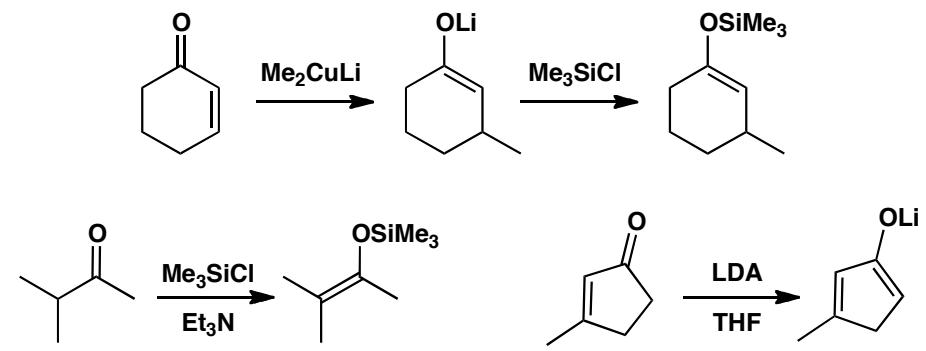 O
Me2CuLi
OLi
Me3SiCl
OSiMe3
O
Me3SiCl
Et3N
OSiMe3
O
LDA
THF
OLi